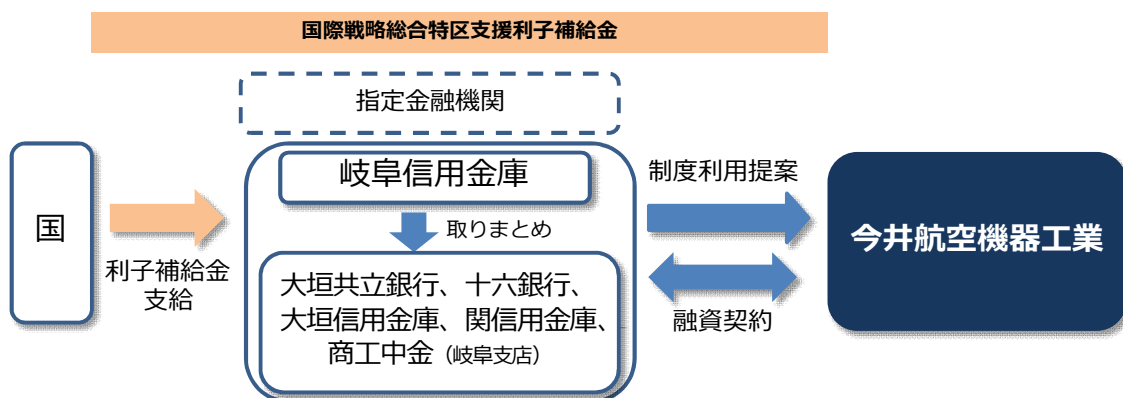 国際戦略総合特区支援利子補給金
指定金融機関
岐阜信用金庫
取りまとめ
大垣共立銀行、十六銀行、
大垣信用金庫、関信用金庫、
商工中金（岐阜支店）
国
利子補給金
支給
制度利用提案
融資契約
今井航空機器工業